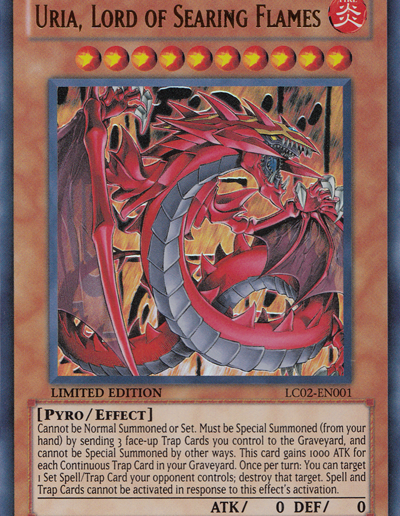 URIA, LORD OF SEARING FLAMES
炎
LIMITED EDITION
LC02-EN001
[PYRO/EFFECT]
Cannot be Normal Summoned or Set. Must be Special Summoned (from your
hand) by sending 3 face-up Trap Cards you control to the Graveyard, and
cannot be Special Summoned by other ways. This card gains 1000 ATK for
each Continuous Trap Card in your Graveyard. Once per turn: You can target
1 Set Spell/Trap Card your opponent controls; destroy that target. Spell and
Trap Cards cannot be activated in response to this effect's activation.
ATK/ 0 DEF/ 0